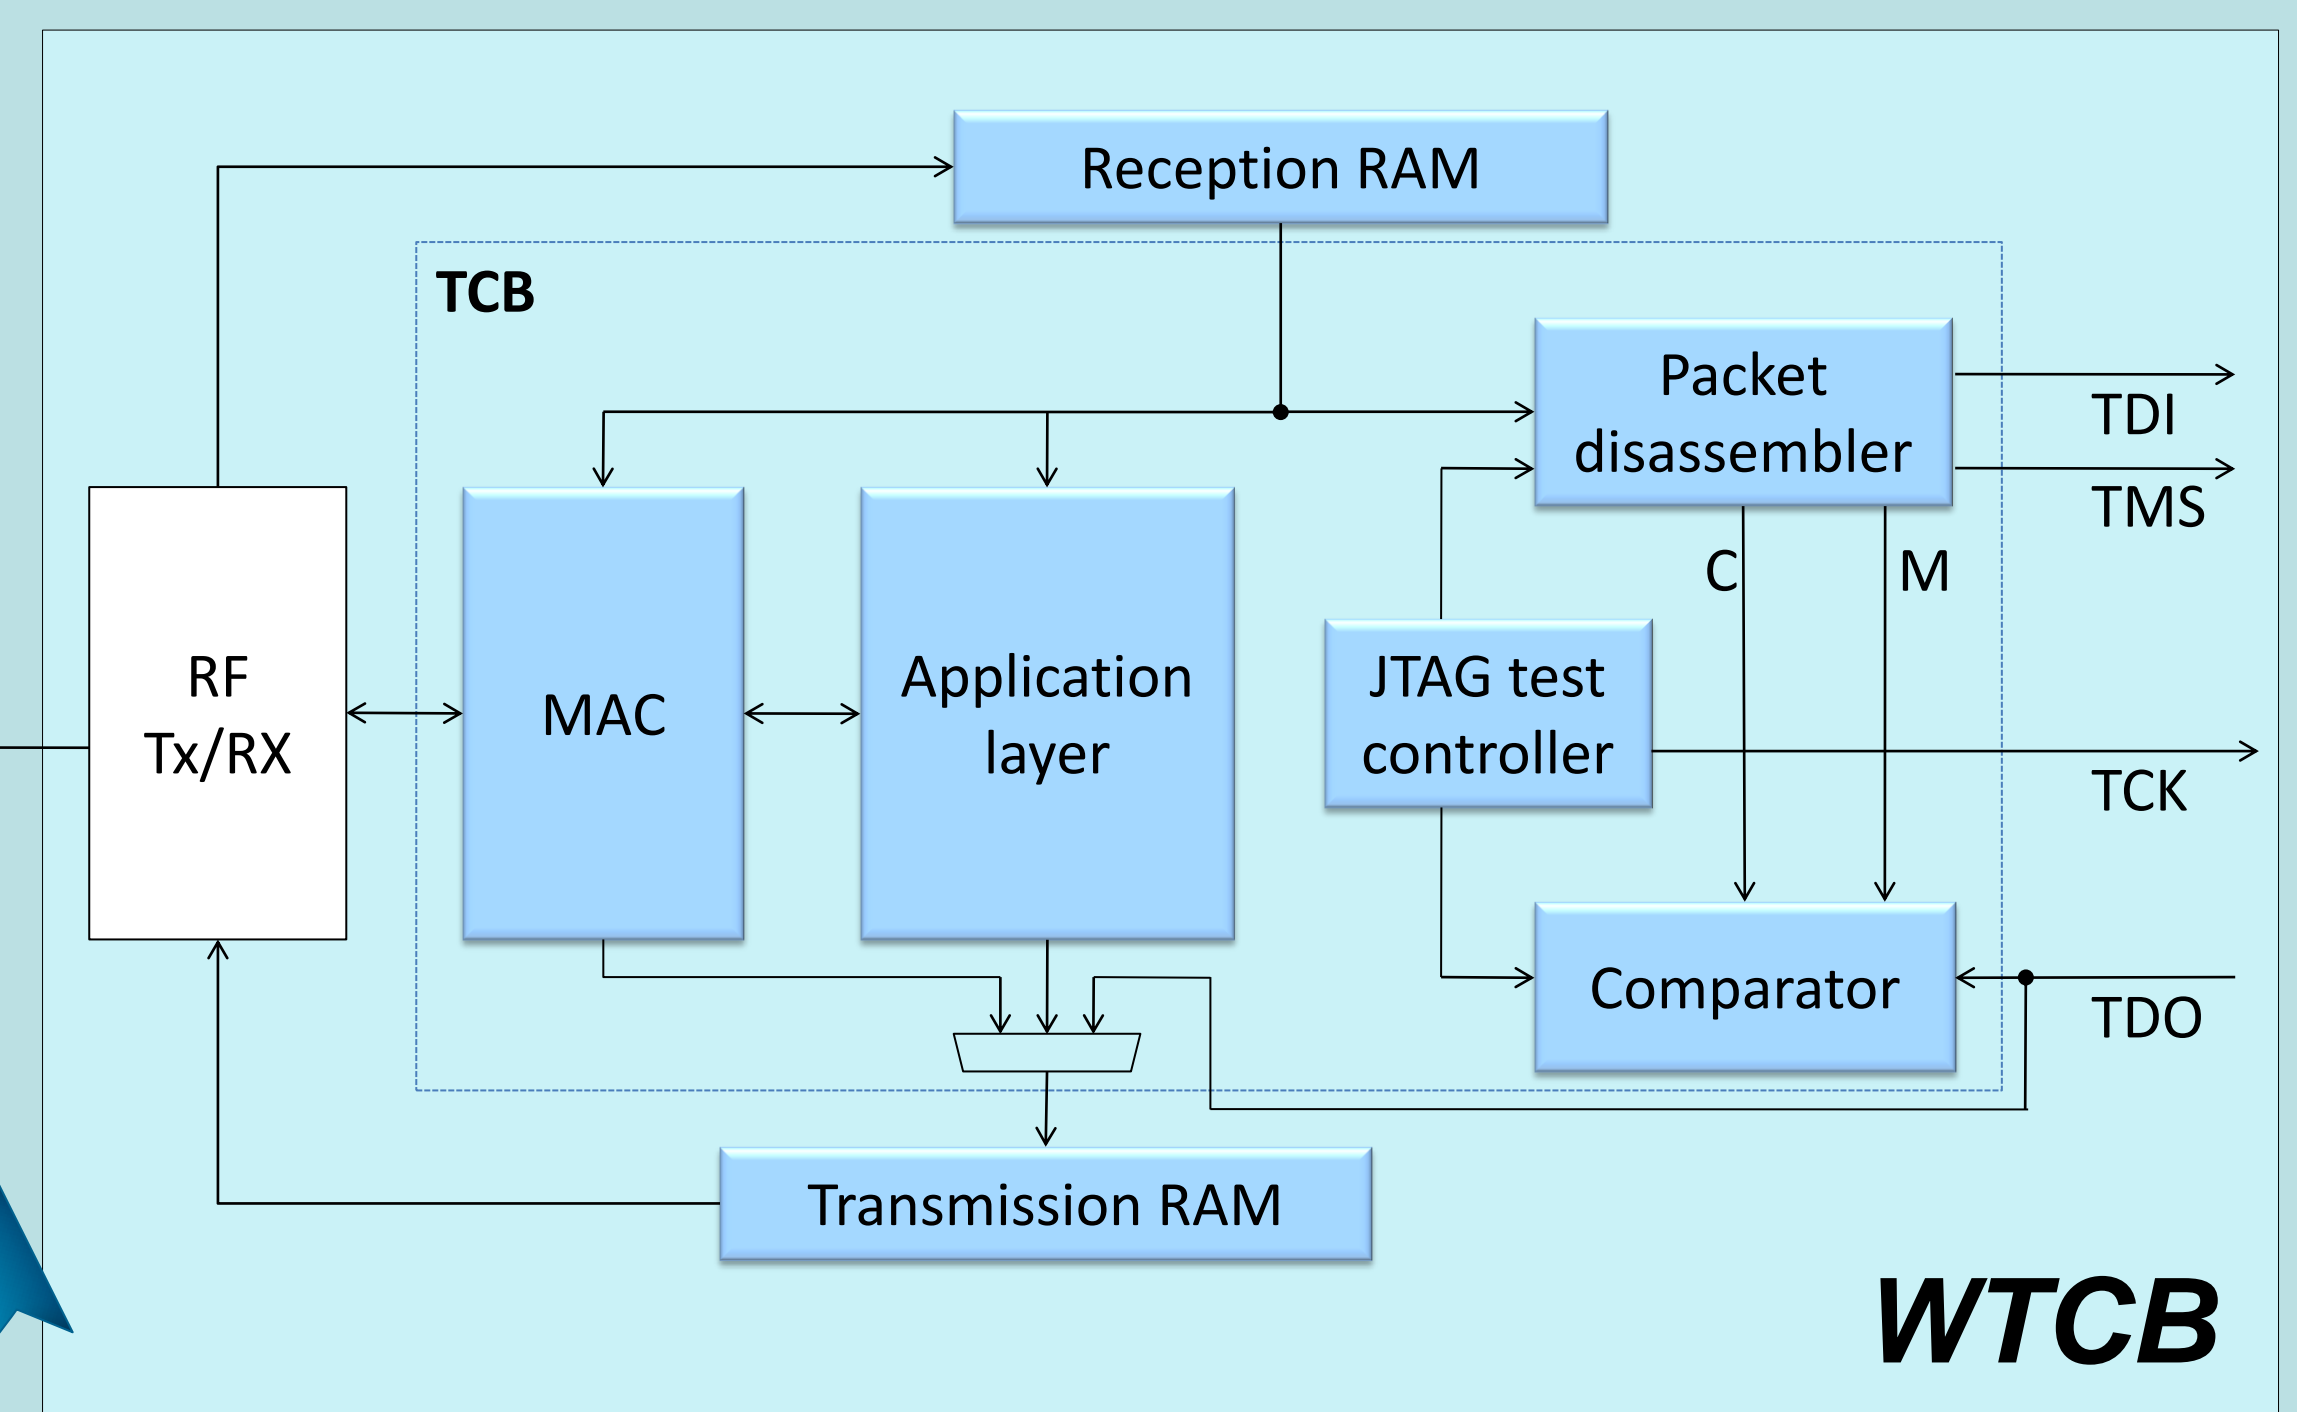 Reception RAM
TCB
Packet
disassembler
TDI
TMS
C
M
RF
Tx/RX
MAC
Application
layer
JTAG test
controller
TCK
Comparator
TDO
Transmission RAM
WTCB